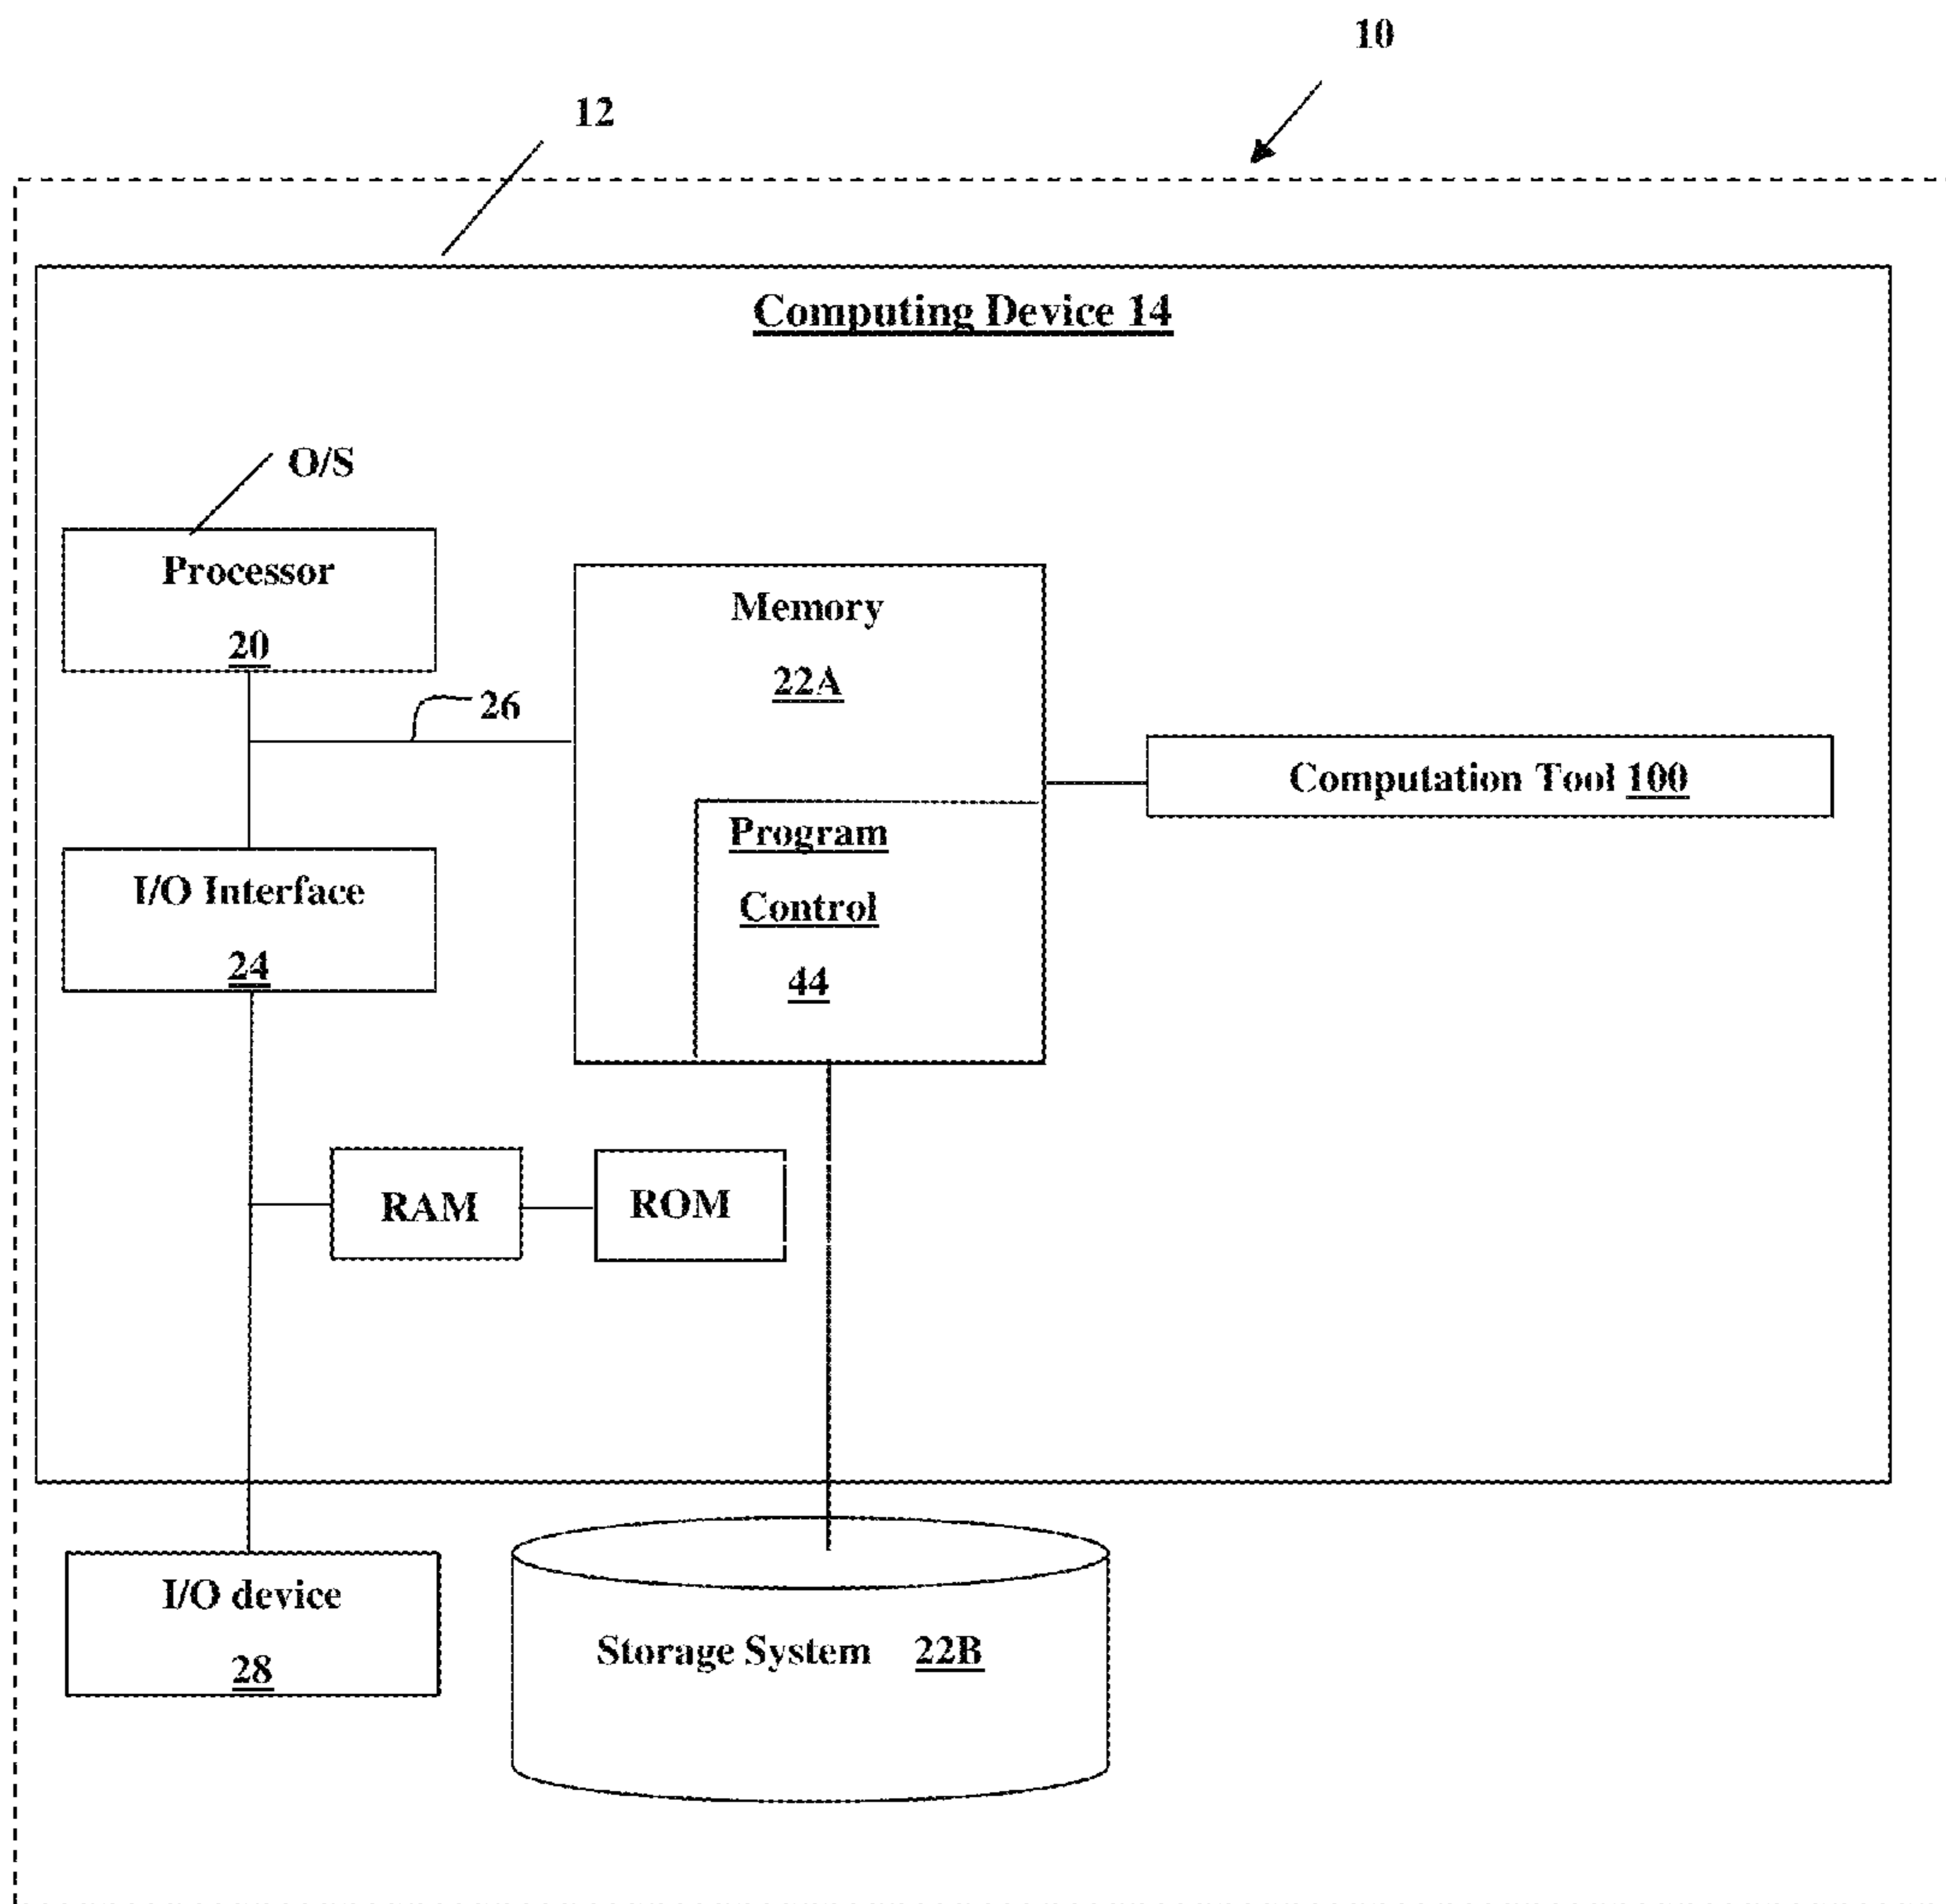 10
12
Computing Device 14
O/S
Processor
20
26
Memory
22A
Computation Tool 100
Program
Control
44
I/O Interface
24
RAM
ROM
I/O device
28
Storage System 22B